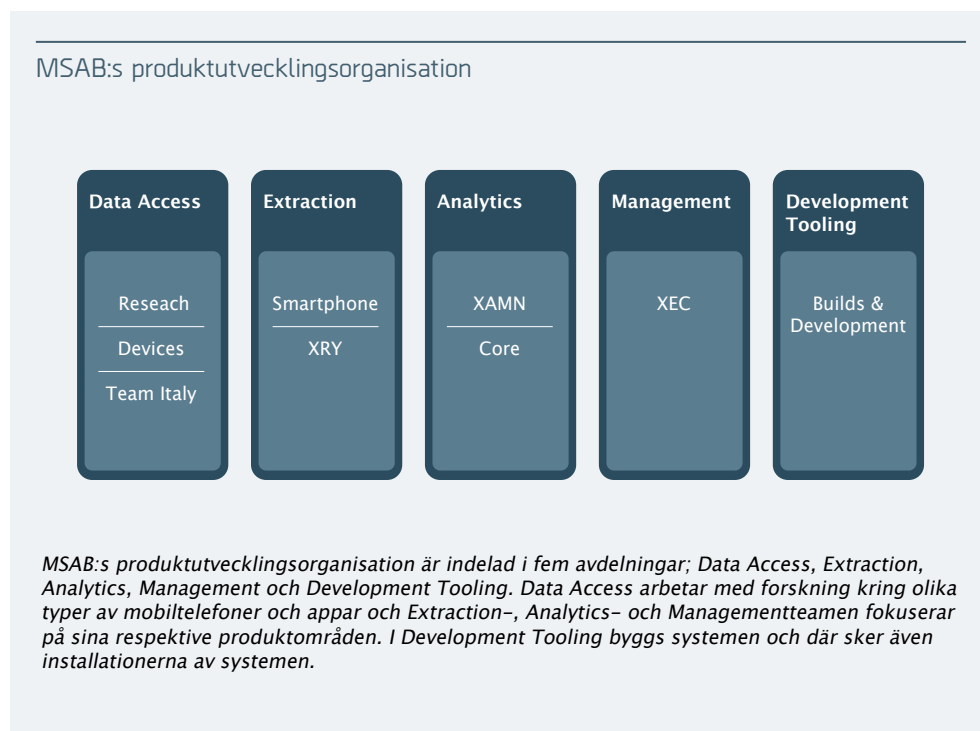 MSAB:s produktutvecklingsorganisation
Data Access
Reseach
Devices
Team Italy
Extraction
Smartphone
XRY
Analytics
XAMN
Core
Management
XEC
Development
Tooling
Builds &
Development
MSAB:s produktutvecklingsorganisation är indelad i fem avdelningar; Data Access, Extraction,
Analytics, Management och Development Tooling. Data Access arbetar med forskning kring olika
typer av mobiltelefoner och appar och Extraction-, Analytics- och Managementteamen fokuserar
på sina respektive produktområden. I Development Tooling byggs systemen och där sker även
installationerna av systemen.